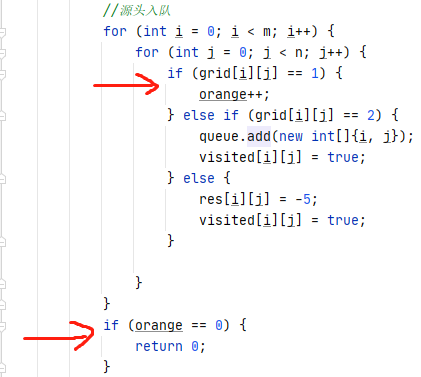 //源头入队
for (int i = 0; i < m; i++) {
for (int j = 0; j < n; j++) {
if (grid[i][j] == 1) {
orange++;
} else if (grid[i][j] == 2) {
queue.add(new int[]{i, j});
visited[i][j] = true;
} else {
res[i][j] = -5;
visited[i][j] = true;
}
}
}
if (orange == 0) {
return 0;
}